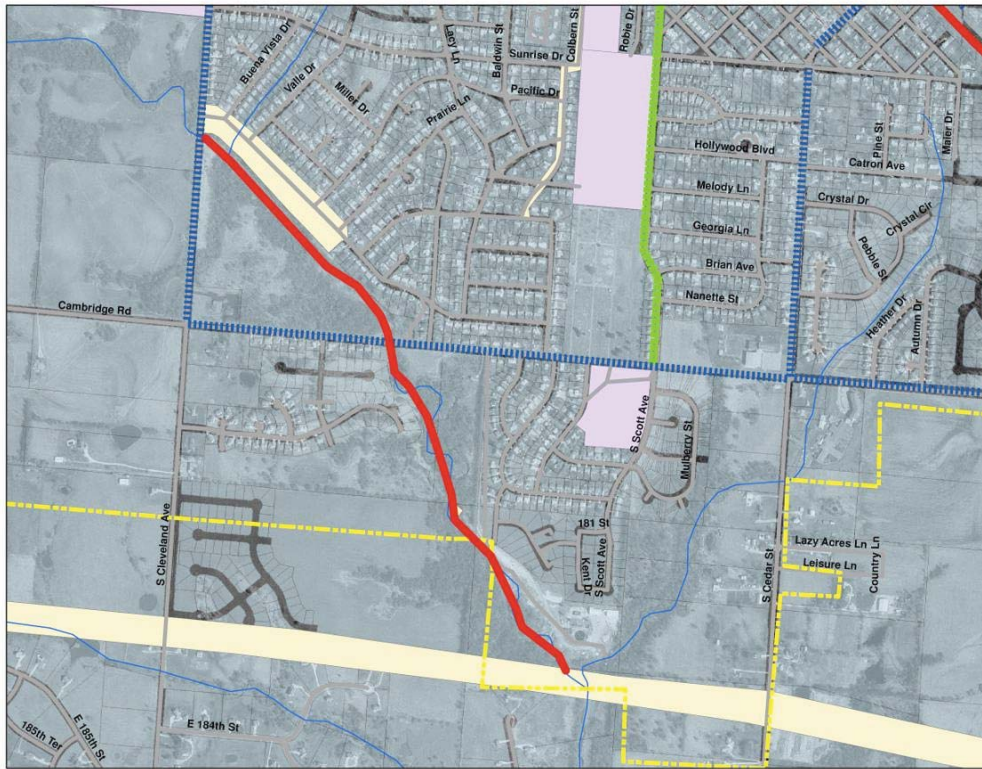 Buena Vista Dr
Valle Dr
Miller Dr
Lacy Ln
Prairie Ln
Baldwin St
Sunrise Dr
Pacific Dr
Colbern St
Robie Dr
Hollywood Blvd
Melody Ln
Georgia Ln
Brian Ave
Nanette St
Pine St
Maier Dr
Catron Ave
Crystal Dr
Crystal Cir
Pebble St
Heather Dr
Autumn Dr
Cambridge Rd
S Scott Ave
Mulberry St
S Cleveland Ave
181 St
Kent Dr
S Scott Ave
S Cedar St
Lazy Acres Ln
Leisure Ln
Country Ln
E 184th St
E 185th St
185th Ter